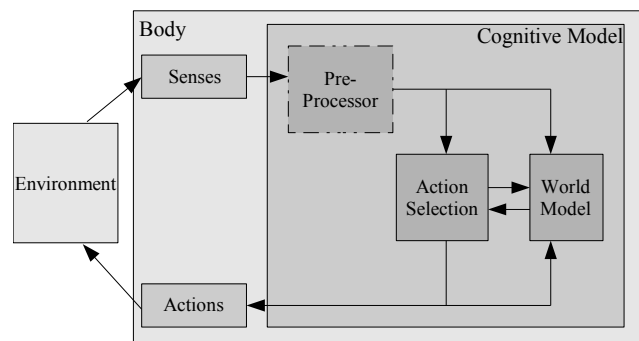 Body
Cognitive Model
Senses
Pre-
Processor
Environment
Action
Selection
World
Model
Actions